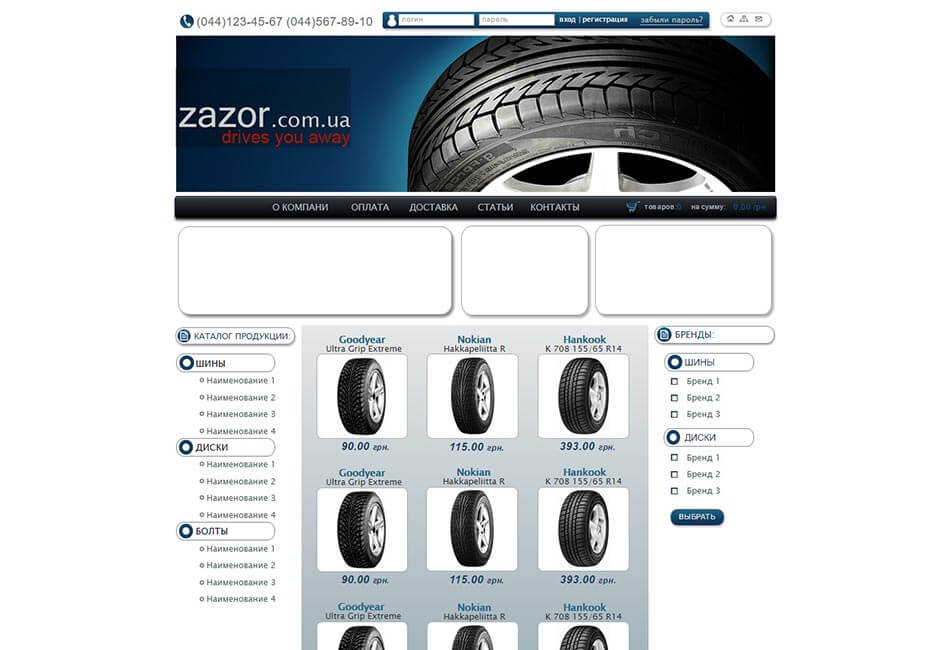 (044)123-45-67 (044)567-89-10
логин
пароль
вход | регистрация
забыли пароль?
zazor.com.ua
drives you away
О КОМПАНИ
ОПЛАТА
ДОСТАВКА
СТАТЬИ
КОНТАКТЫ
товаров:0
на сумму: 0.00 грн.
КАТАЛОГ ПРОДУКЦИИ:
ШИНЫ
Наименование 1
Наименование 2
Наименование 3
Наименование 4
ДИСКИ
Наименование 1
Наименование 2
Наименование 3
Наименование 4
БОЛТЫ
Наименование 1
Наименование 2
Наименование 3
Наименование 4
Goodyear
Ultra Grip Extreme
90.00 грн.
Nokian
Hakkapeliitta R
115.00 грн.
Hankook
K 708 155/65 R14
393.00 грн.
Goodyear
Ultra Grip Extreme
90.00 грн.
Nokian
Hakkapeliitta R
115.00 грн.
Hankook
K 708 155/65 R14
393.00 грн.
Goodyear
Ultra Grip Extreme
Nokian
Hakkapeliitta R
Hankook
K 708 155/65 R14
БРЕНДЫ:
ШИНЫ
Бренд 1
Бренд 2
Бренд 3
ДИСКИ
Бренд 1
Бренд 2
Бренд 3
ВЫБРАТЬ